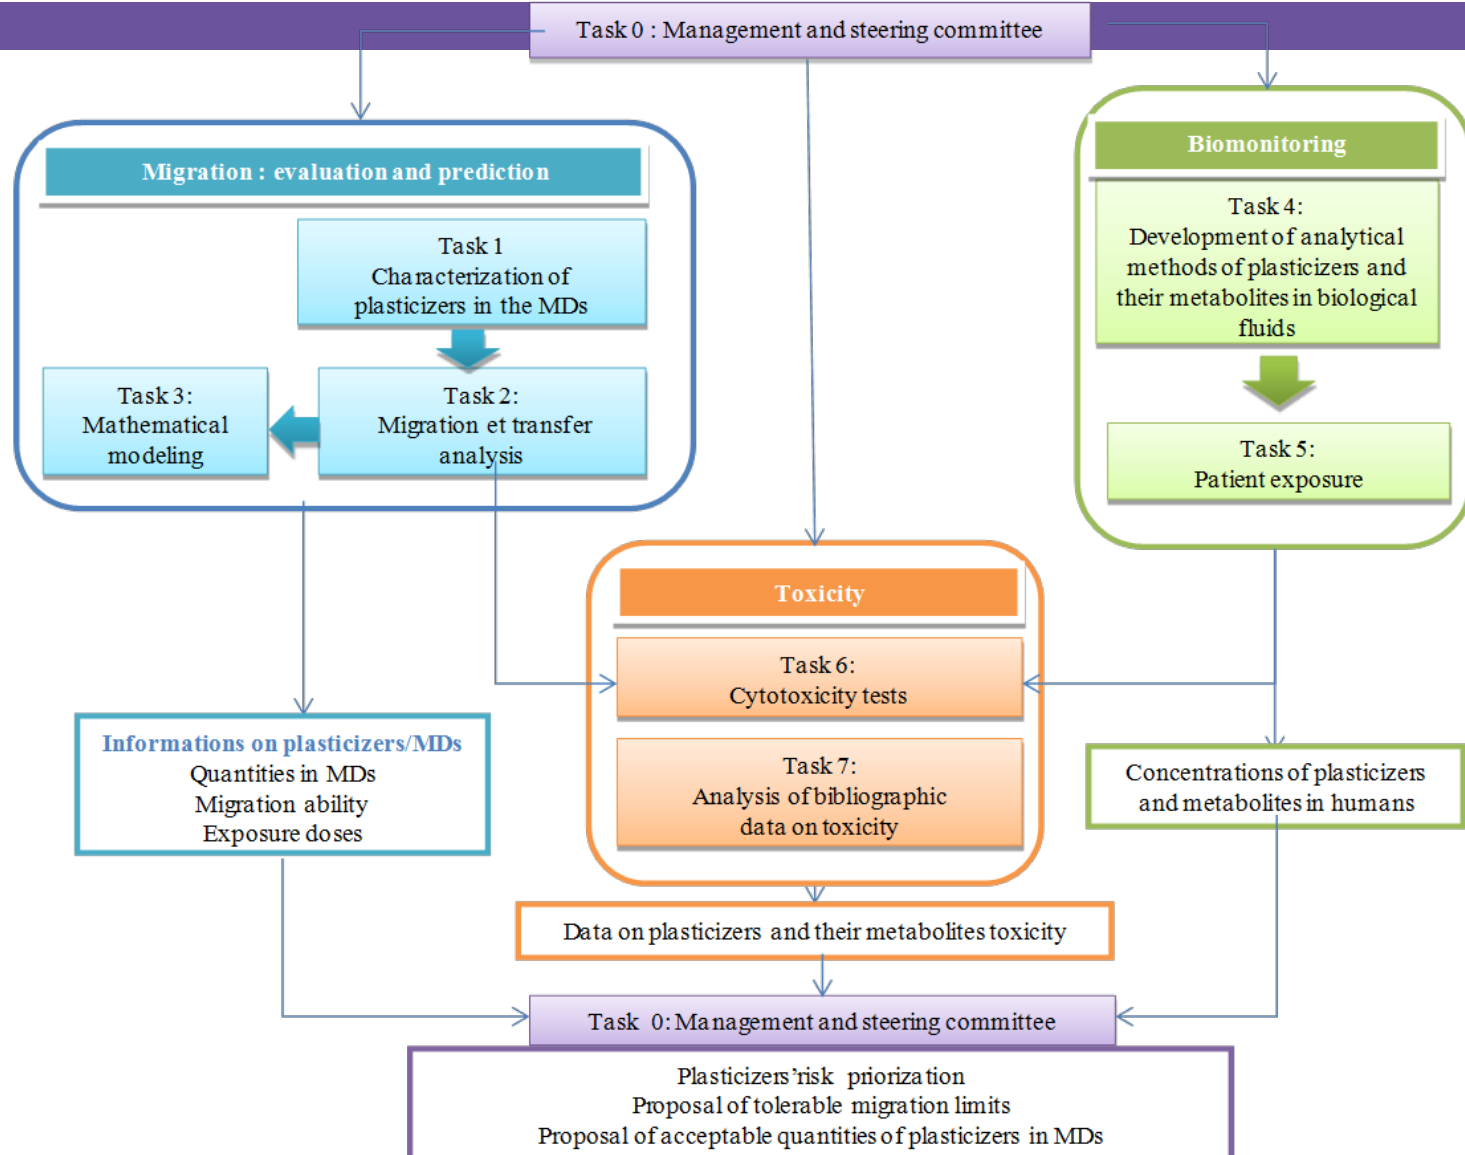 Task 0 : Management and steering committee
Migration : evaluation and prediction
Task 1
Characterization of
plasticizers in the MDs
Task 3:
Mathematical
modeling
Task 2:
Migration et transfer
analysis
Biomonitoring
Task 4:
Development of analytical
methods of plasticizers and
their metabolites in biological
fluids
Task 5:
Patient exposure
Toxicity
Task 6:
Cytotoxicity tests
Task 7:
Analysis of bibliographic
data on toxicity
Informations on plasticizers/MDs
Quantities in MDs
Migration ability
Exposure doses
Concentrations of plasticizers
and metabolites in humans
Data on plasticizers and their metabolites toxicity
Task 0: Management and steering committee
Plasticizers’risk priorization
Proposal of tolerable migration limits
Proposal of acceptable quantities of plasticizers in MDs